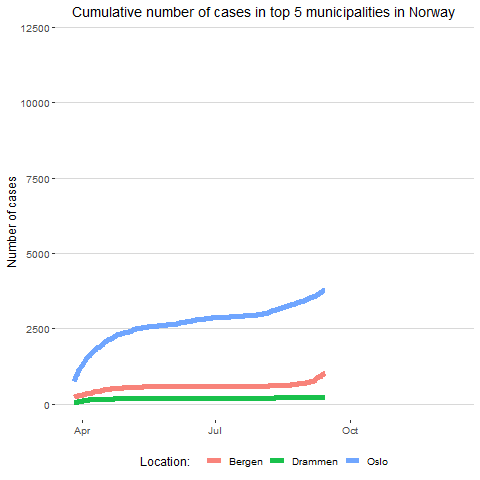 Cumulative number of cases in top 5 municipalities in Norway
12500
10000
7500
5000
2500
0
Number of cases
Apr Jul Oct
Location: Bergen Drammen Oslo